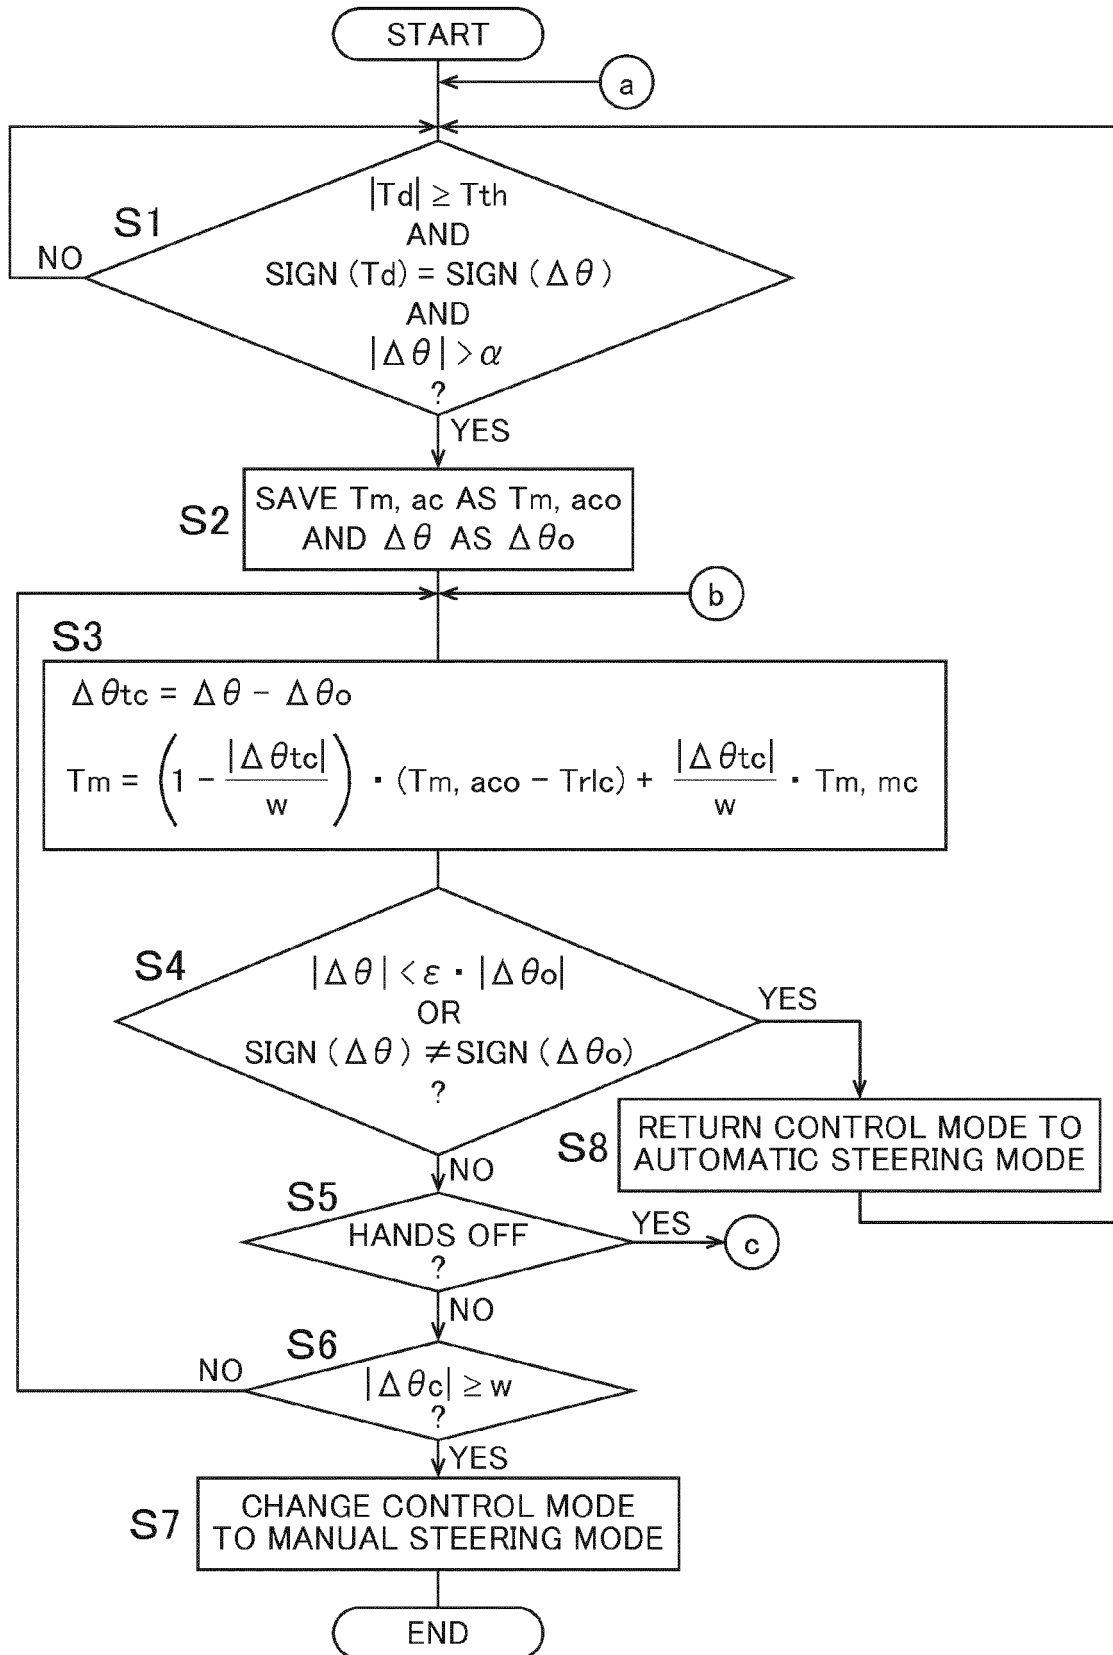 START
a
S1
|Td| ≥ Tth
AND
SIGN (Td) = SIGN (Δθ)
AND
|Δθ| > α
?
NO
YES
S2
SAVE Tm, ac AS Tm, aco
AND Δθ AS Δθo
b
S3
Δθtc = Δθ - Δθo
Tm = (1 - |Δθtc| / w) · (Tm, aco - Trlc) + |Δθtc| / w · Tm, mc
S4
|Δθ| < ε · |Δθo|
OR
SIGN (Δθ) ≠ SIGN (Δθo)
?
YES
NO
S8
RETURN CONTROL MODE TO
AUTOMATIC STEERING MODE
S5
HANDS OFF
?
YES
c
NO
S6
|Δθc| ≥ w
?
NO
YES
S7
CHANGE CONTROL MODE
TO MANUAL STEERING MODE
END